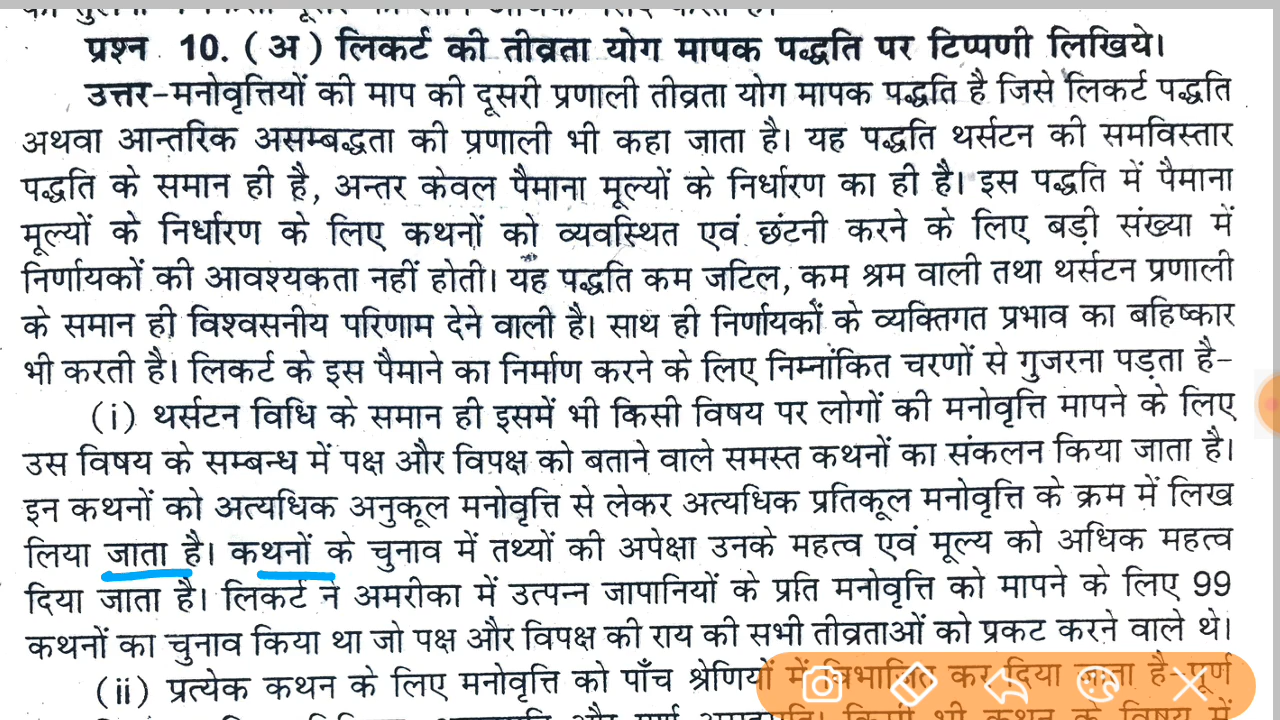 प्रश्न 10. (अ) लिकर्ट की तीव्रता योग मापक पद्धति पर टिप्पणी लिखिये।
उत्तर–मनोवृत्तियों की माप की दूसरी प्रणाली तीव्रता योग मापक पद्धति है जिसे लिकर्ट पद्धति
अथवा आन्तरिक असम्बद्धता की प्रणाली भी कहा जाता है। यह पद्धति थर्सटन की समविस्तार
पद्धति के समान ही है, अन्तर केवल पैमाना मूल्यों के निर्धारण का ही है। इस पद्धति में पैमाना
मूल्यों के निर्धारण के लिए कथनों को व्यवस्थित एवं छंटनी करने के लिए बड़ी संख्या में
निर्णायकों की आवश्यकता नहीं होती। यह पद्धति कम जटिल, कम श्रम वाली तथा थर्सटन प्रणाली
के समान ही विश्वसनीय परिणाम देने वाली है। साथ ही निर्णायकों के व्यक्तिगत प्रभाव का बहिष्कार
भी करती है। लिकर्ट के इस पैमाने का निर्माण करने के लिए निम्नांकित चरणों से गुजरना पड़ता है–
(i) थर्सटन विधि के समान ही इसमें भी किसी विषय पर लोगों की मनोवृत्ति मापने के लिए
उस विषय के सम्बन्ध में पक्ष और विपक्ष को बताने वाले समस्त कथनों का संकलन किया जाता है।
इन कथनों को अत्यधिक अनुकूल मनोवृत्ति से लेकर अत्यधिक प्रतिकूल मनोवृत्ति के क्रम में लिख
लिया जाता है। कथनों के चुनाव में तथ्यों की अपेक्षा उनके महत्व एवं मूल्य को अधिक महत्व
दिया जाता है। लिकर्ट ने अमरीका में उत्पन्न जापानियों के प्रति मनोवृत्ति को मापने के लिए 99
कथनों का चुनाव किया था जो पक्ष और विपक्ष की राय की सभी तीव्रताओं को प्रकट करने वाले थे।
(ii) प्रत्येक कथन के लिए मनोवृत्ति को पाँच श्रेणियों में विभाजित कर दिया जाता है–पूर्ण